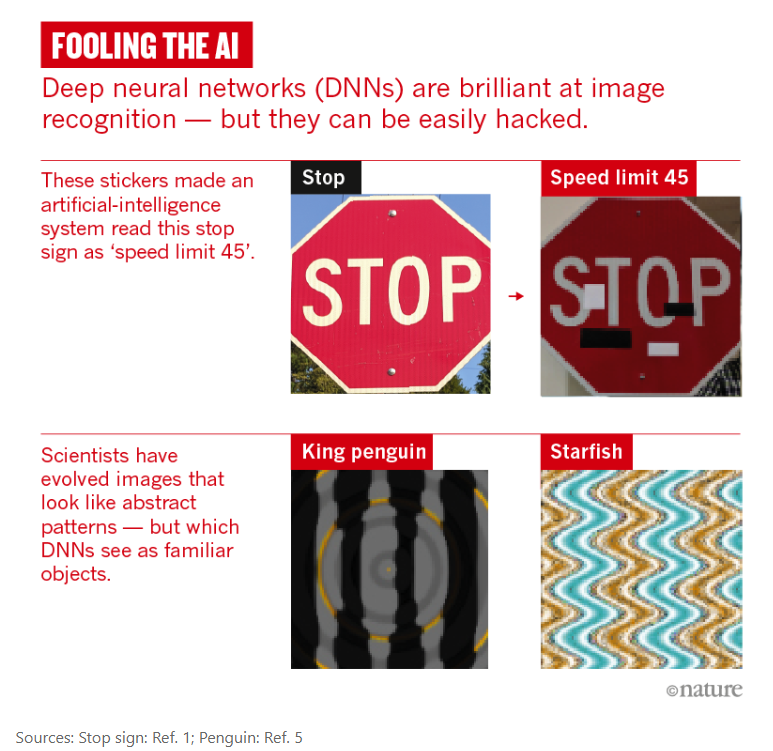 FOOLING THE AI
Deep neural networks (DNNs) are brilliant at image
recognition — but they can be easily hacked.
These stickers made an
artificial-intelligence
system read this stop
sign as ‘speed limit 45’.
Stop
STOP
Speed limit 45
STOP
Scientists have
evolved images that
look like abstract
patterns — but which
DNNs see as familiar
objects.
King penguin
Starfish
©nature
Sources: Stop sign: Ref. 1; Penguin: Ref. 5